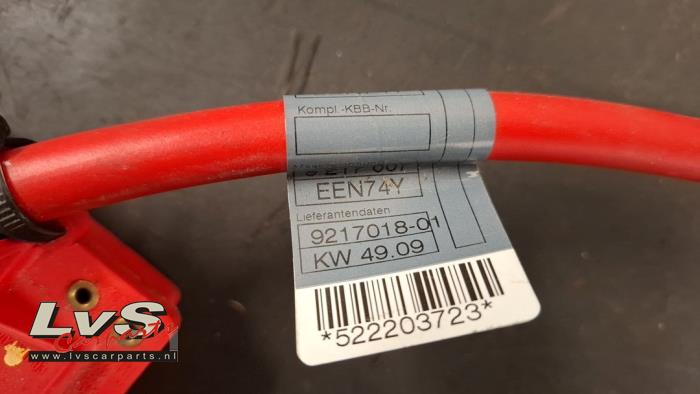 Kompl.-KBB-Nr.
EEN74Y
Lieferantendaten
9217018-01
KW 49.09
*522203723*
LvS
www.lvscarparts.nl